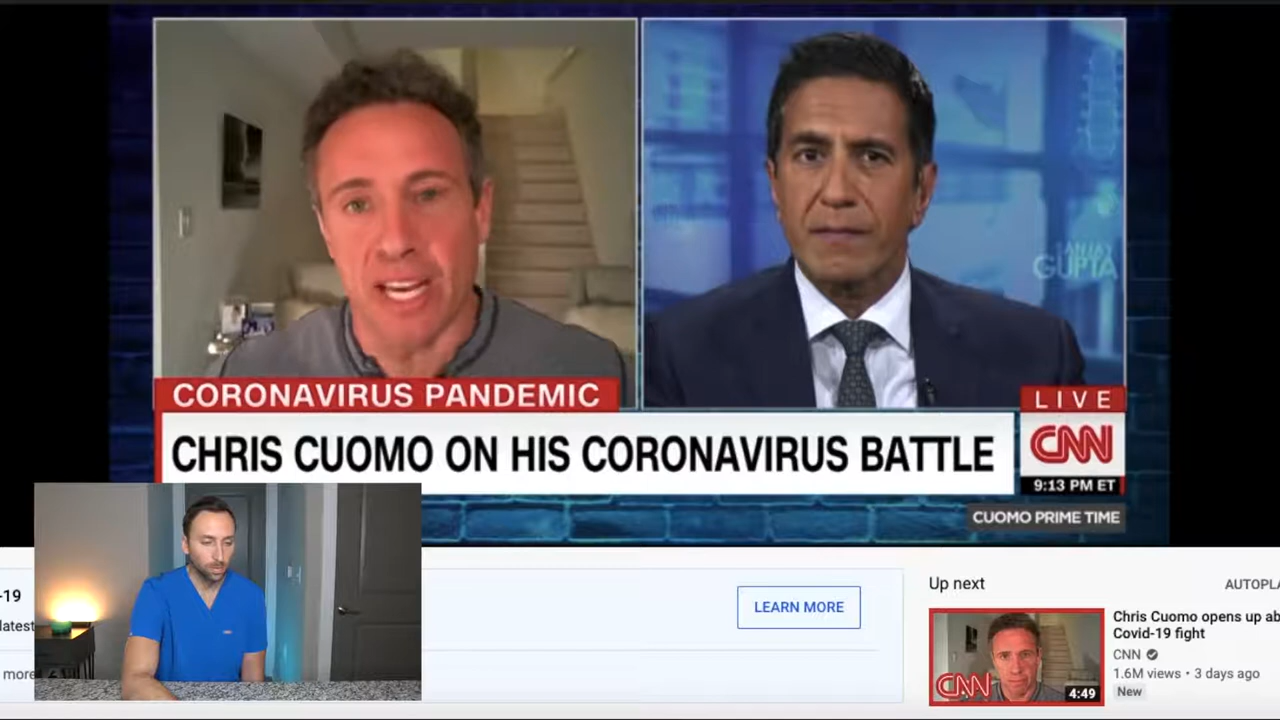 SANJAY
GUPTA
CORONAVIRUS PANDEMIC
LIVE
CHRIS CUOMO ON HIS CORONAVIRUS BATTLE
CNN
9:13 PM ET
CUOMO PRIME TIME
-19
latest
more
LEARN MORE
Up next
AUTOPLA
Chris Cuomo opens up ab
Covid-19 fight
CNN
1.6M views • 3 days ago
New
CNN
4:49